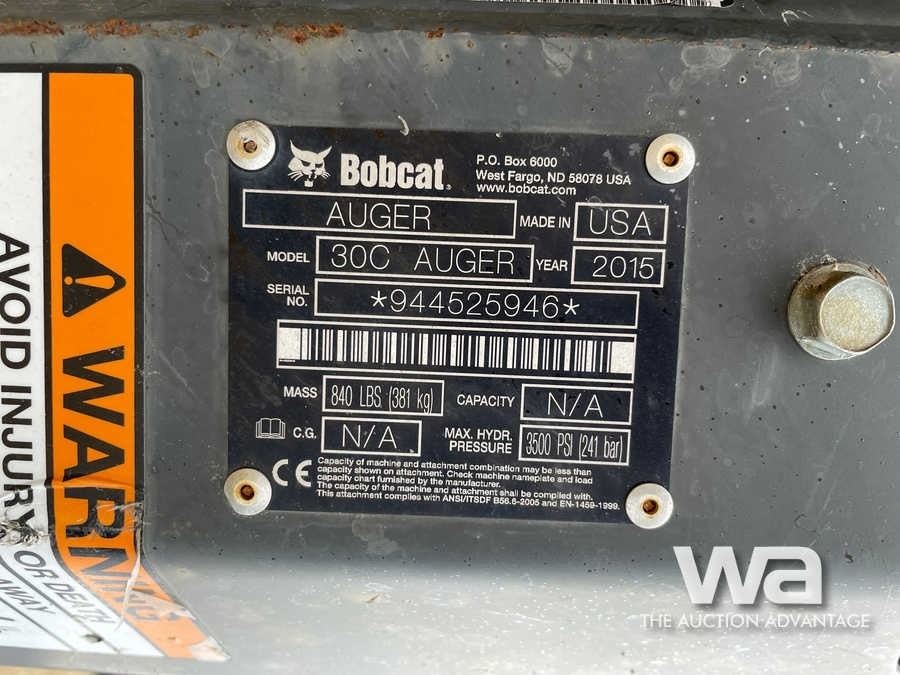 Bobcat
P.O. Box 6000
West Fargo, ND 58078 USA
www.bobcat.com
AUGER
MADE IN USA
MODEL 30C AUGER YEAR 2015
SERIAL NO. *944525946*
MASS 840 LBS (381 kg) CAPACITY N/A
C.G. N/A MAX. HYDR. PRESSURE 3500 PSI (241 bar)
CE
Capacity of machine and attachment combination may be less than
capacity shown on attachment. Check machine nameplate and load
capacity chart furnished by the manufacturer.
The capacity of machine and attachment shall be complied with.
This attachment complies with ANSI/ITSDF B56.6-2005 and EN-1459-1999.
WARNING
AVOID INJURY
OR DEATH
AWAY
wa
THE AUCTION ADVANTAGE